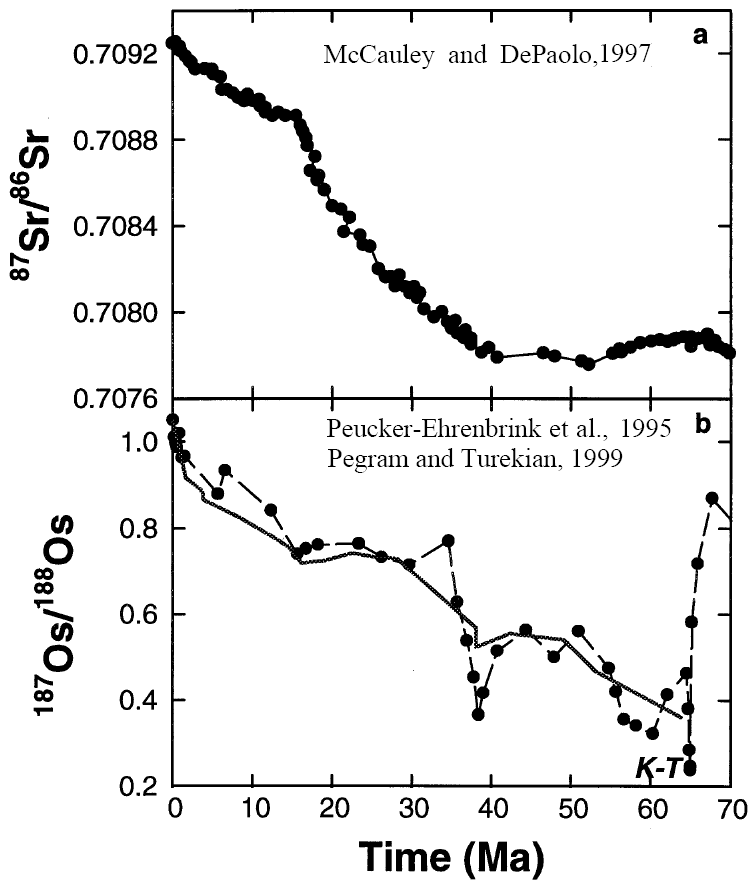 a
McCauley and DePaolo,1997
0.7092
0.7088
0.7084
0.7080
0.7076
87Sr/86Sr
b
Peucker-Ehrenbrink et al., 1995
Pegram and Turekian, 1999
1.0
0.8
0.6
0.4
0.2
187Os/188Os
K-T
0 10 20 30 40 50 60 70
Time (Ma)